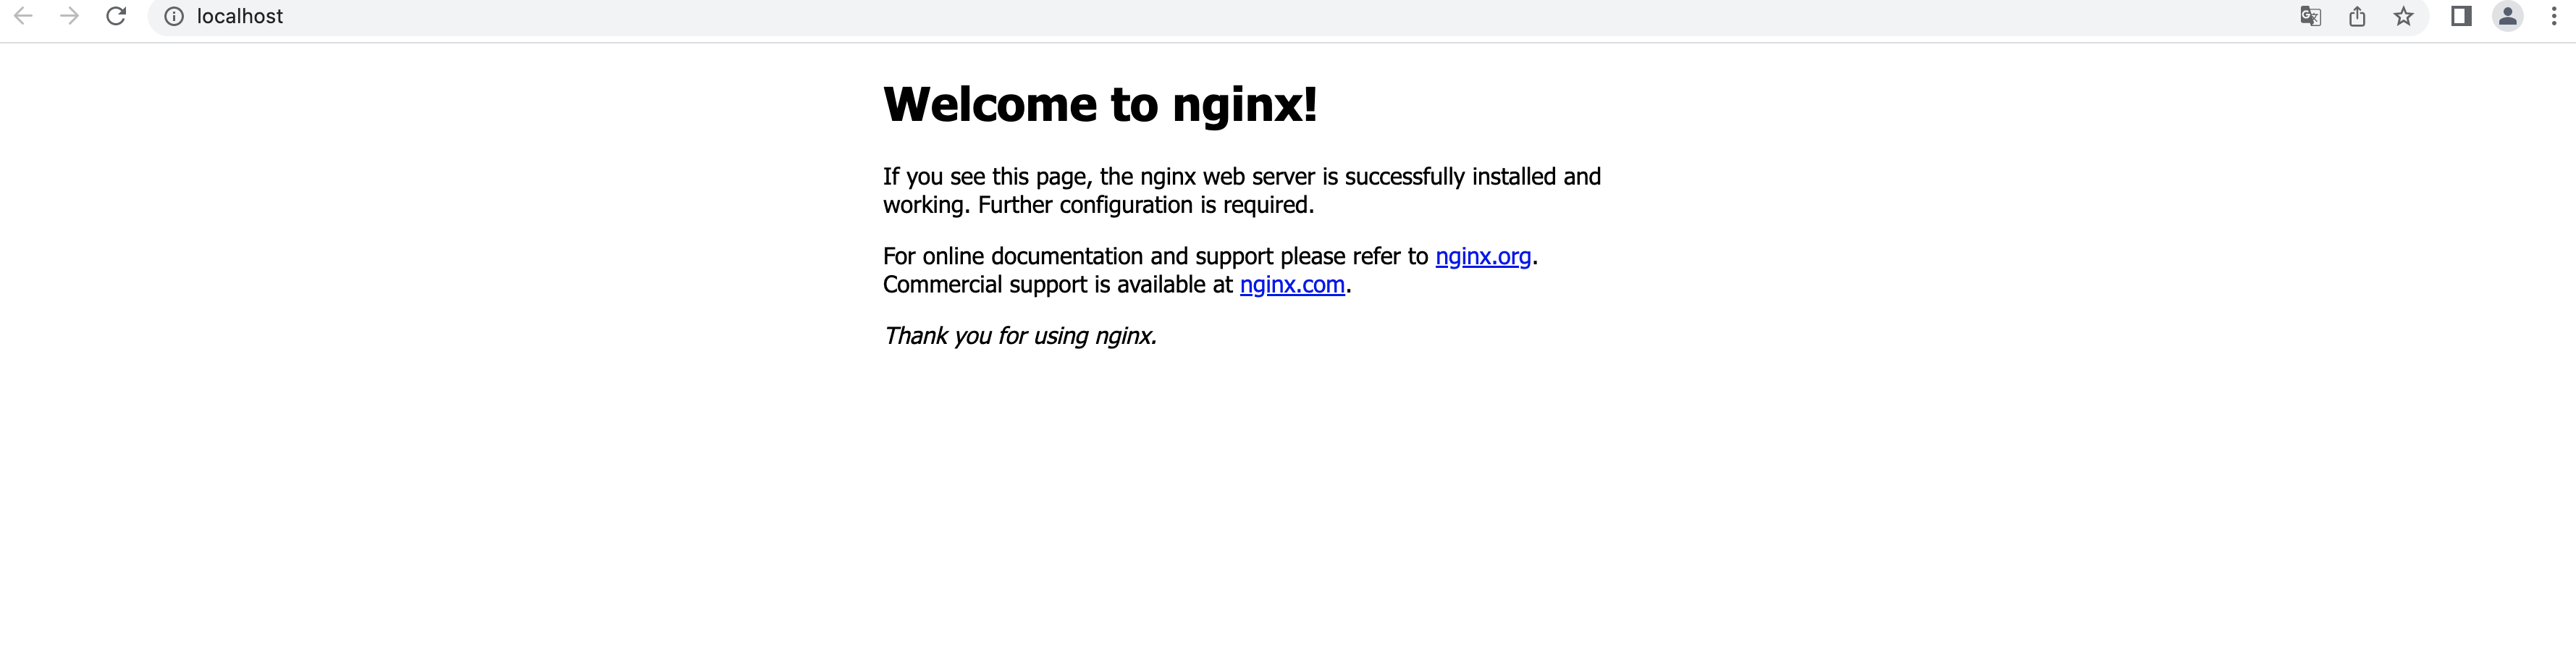 localhost
Welcome to nginx!
If you see this page, the nginx web server is successfully installed and
working. Further configuration is required.
For online documentation and support please refer to nginx.org.
Commercial support is available at nginx.com.
Thank you for using nginx.